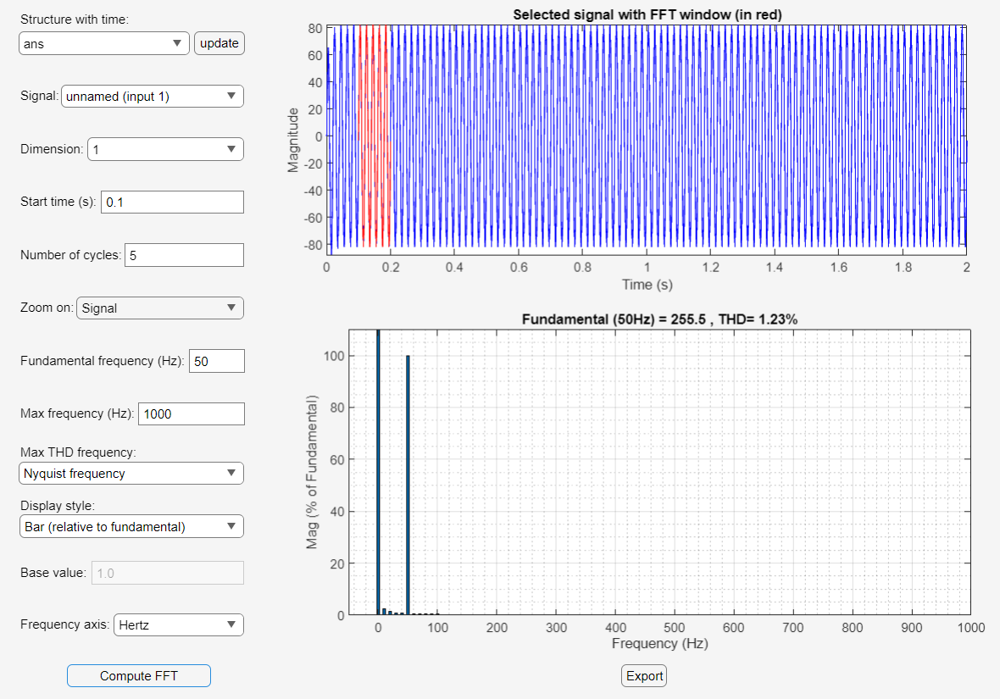 Structure with time:
ans
update
Signal:
unnamed (input 1)
Dimension:
1
Start time (s):
0.1
Number of cycles:
5
Zoom on:
Signal
Fundamental frequency (Hz):
50
Max frequency (Hz):
1000
Max THD frequency:
Nyquist frequency
Display style:
Bar (relative to fundamental)
Base value:
1.0
Frequency axis:
Hertz
Compute FFT
Selected signal with FFT window (in red)
Magnitude
80
60
40
20
0
-20
-40
-60
-80
0 0.2 0.4 0.6 0.8 1 1.2 1.4 1.6 1.8 2
Time (s)
Fundamental (50Hz) = 255.5 , THD= 1.23%
Mag (% of Fundamental)
100
80
60
40
20
0
0 100 200 300 400 500 600 700 800 900 1000
Frequency (Hz)
Export